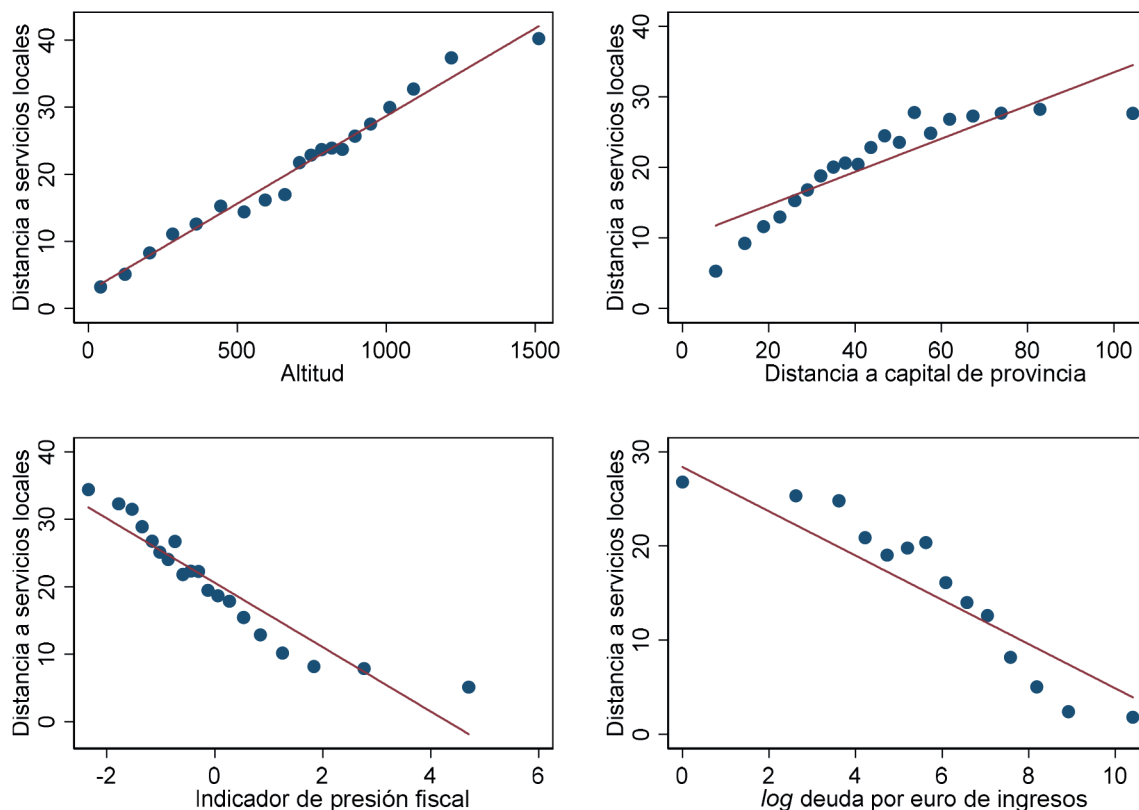 Distancia a servicios locales
40
30
20
10
0
0 500 1000 1500
Altitud
Distancia a servicios locales
40
30
20
10
0
0 20 40 60 80 100
Distancia a capital de provincia
Distancia a servicios locales
40
30
20
10
0
-2 0 2 4 6
Indicador de presión fiscal
Distancia a servicios locales
30
20
10
0
0 2 4 6 8 10
log deuda por euro de ingresos